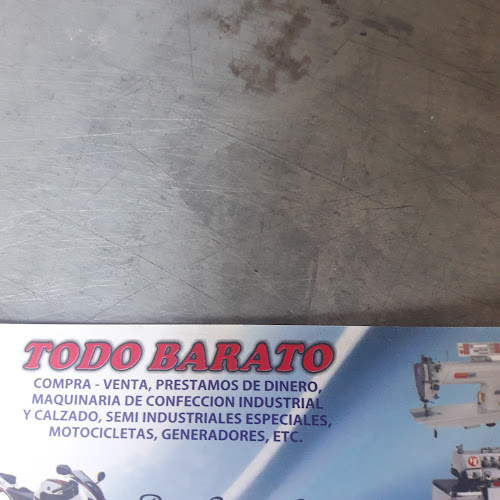 TODO BARATO
COMPRA - VENTA, PRESTAMOS DE DINERO,
MAQUINARIA DE CONFECCION INDUSTRIAL
Y CALZADO, SEMI INDUSTRIALES ESPECIALES,
MOTOCICLETAS, GENERADORES, ETC.